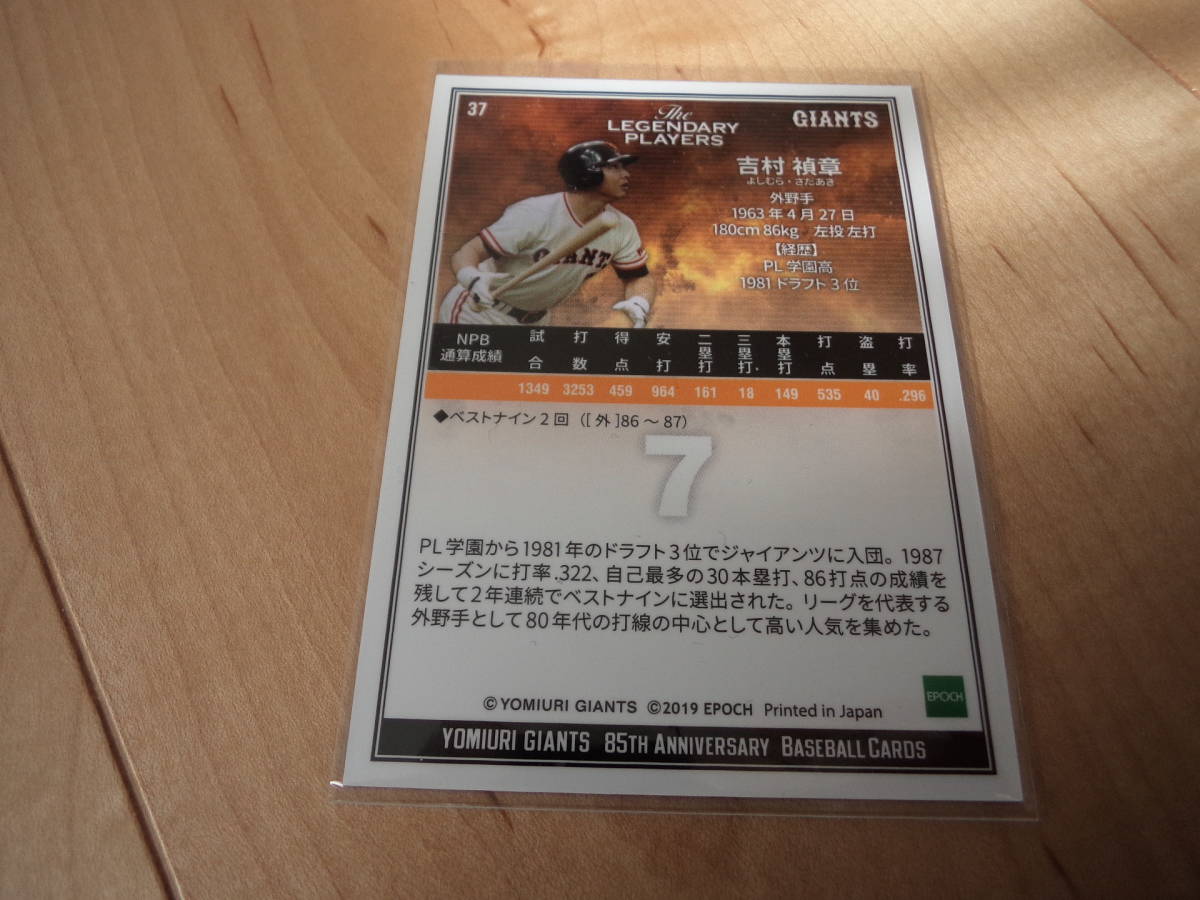 37
The
LEGENDARY
PLAYERS
GIANTS
吉村 禎章
よしむら・さだあき
外野手
1963年4月27日
180cm 86kg 左投左打
【経歴】
PL学園高
1981ドラフト3位
GIANT
NPB
通算成績
試合 打数 得点 安打 二塁打 三塁打 本塁打 打点 盗塁 打率
1349 3253 459 964 161 18 149 535 40 .296
◆ベストナイン2回([外]86～87)
7
PL学園から1981年のドラフト3位でジャイアンツに入団。1987
シーズンに打率.322、自己最多の30本塁打、86打点の成績を
残して2年連続でベストナインに選出された。リーグを代表する
外野手として80年代の打線の中心として高い人気を集めた。
EPOCH
©YOMIURI GIANTS ©2019 EPOCH Printed in Japan
YOMIURI GIANTS 85TH ANNIVERSARY BASEBALL CARDS